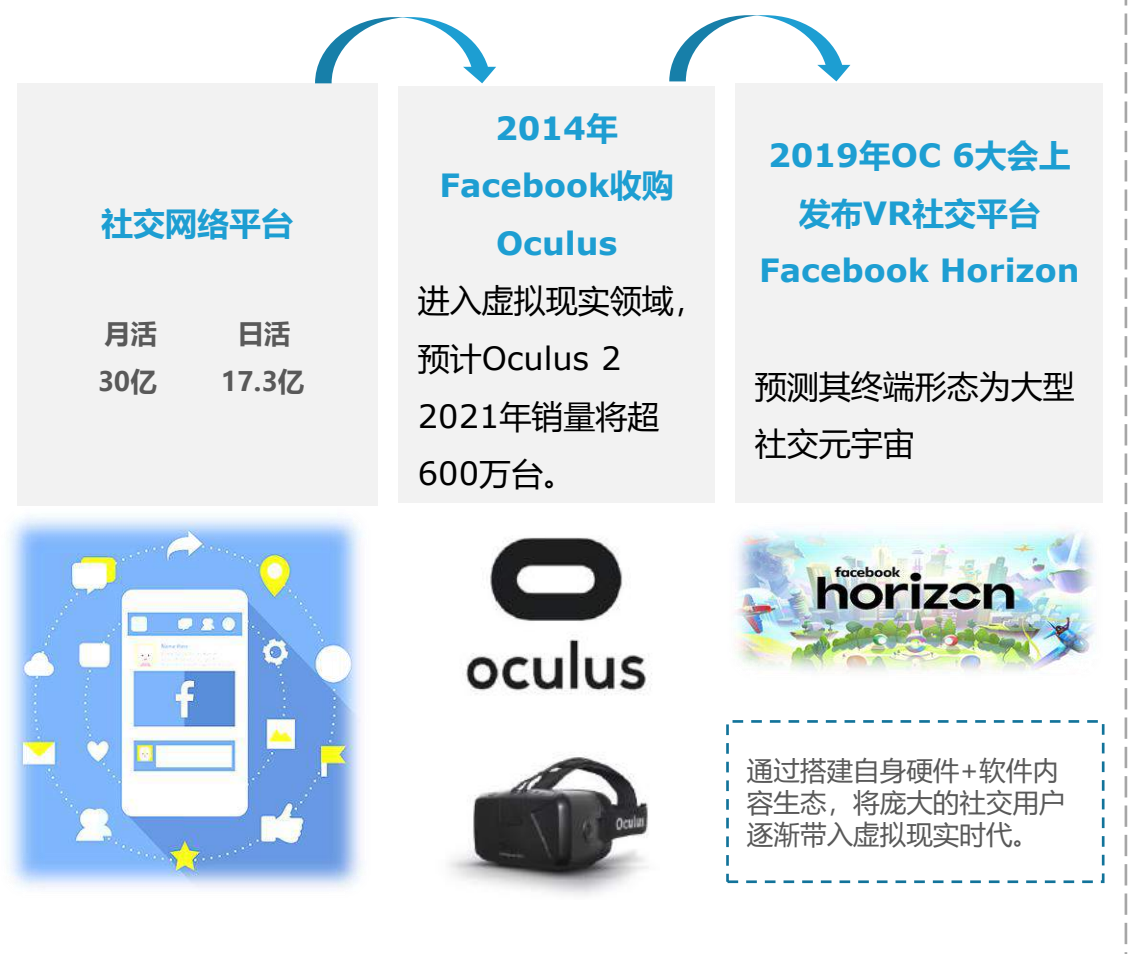 社交网络平台
月活 日活
30亿 17.3亿
2014年
Facebook收购
Oculus
进入虚拟现实领域，
预计Oculus 2
2021年销量将超
600万台。
2019年OC 6大会上
发布VR社交平台
Facebook Horizon
预测其终端形态为大型
社交元宇宙
f
oculus
Oculus
facebook
horizon
通过搭建自身硬件+软件内
容生态，将庞大的社交用户
逐渐带入虚拟现实时代。